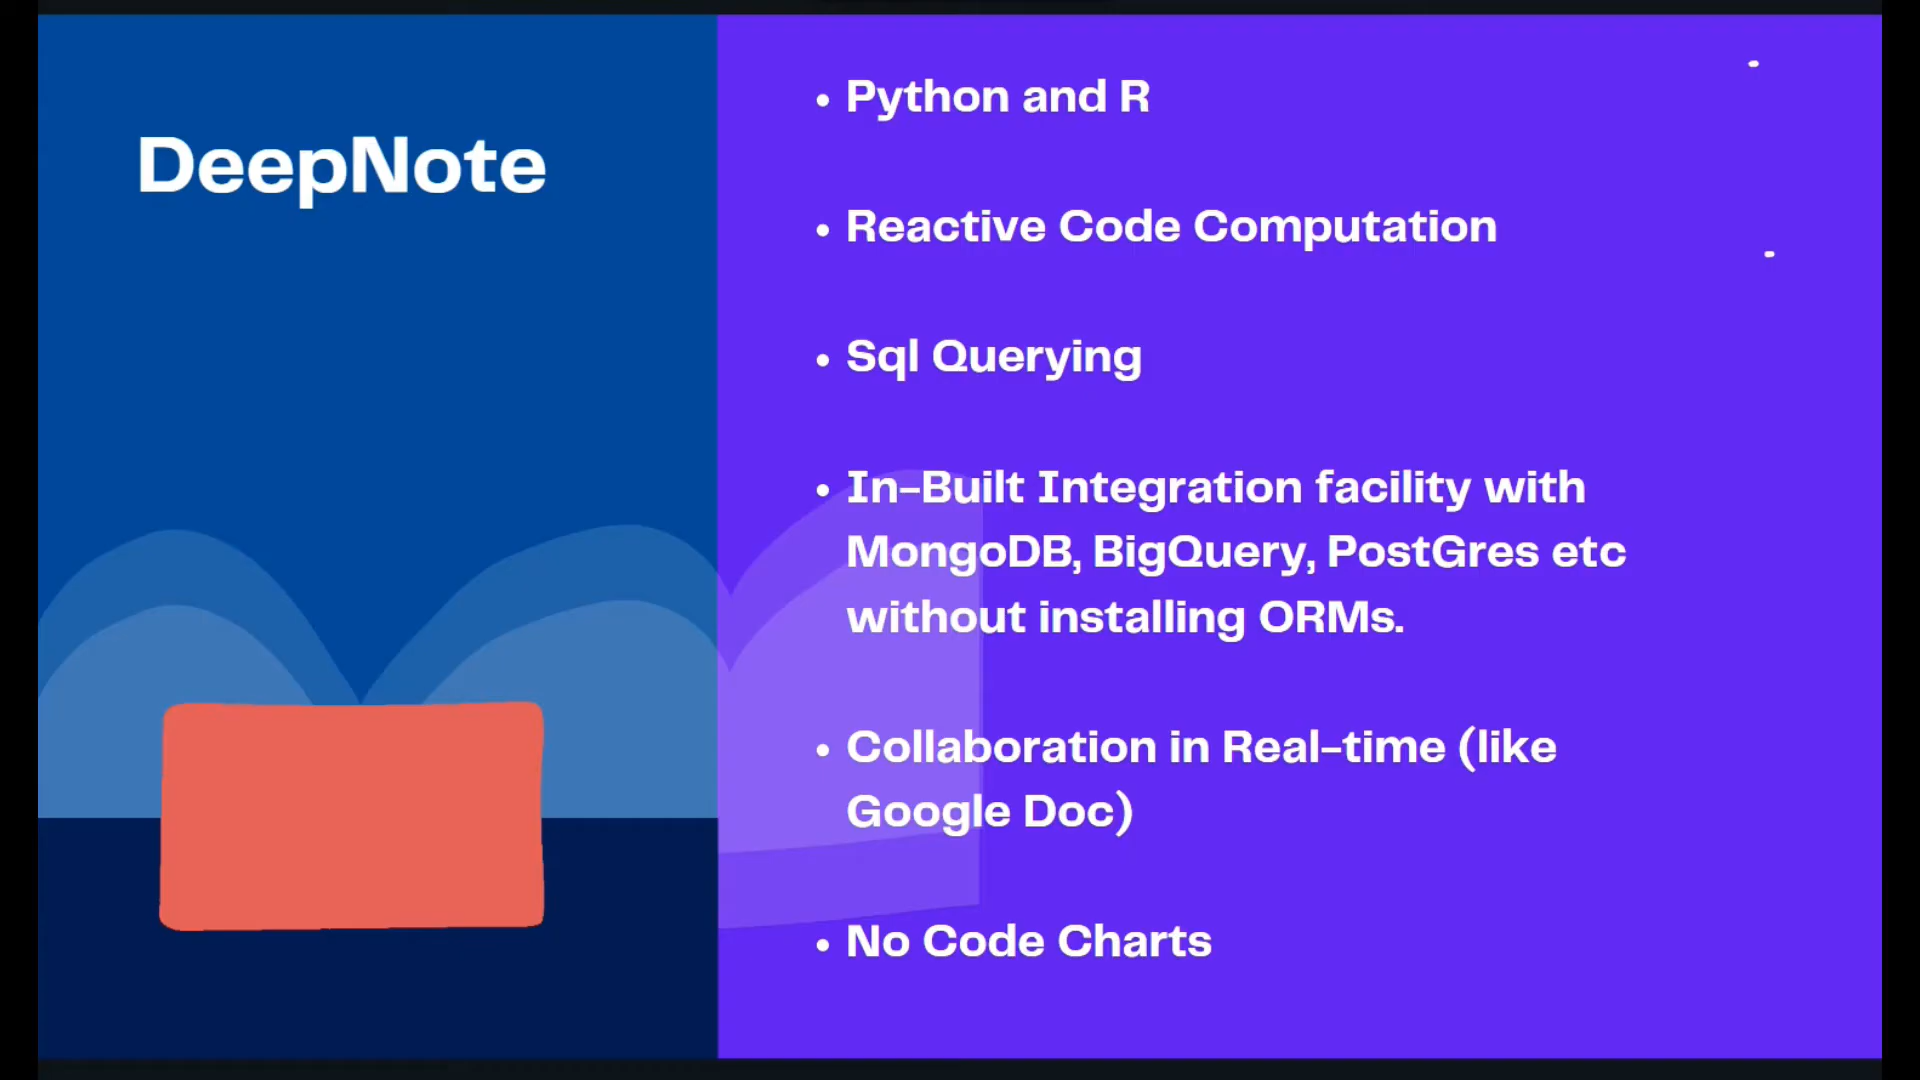 DeepNote
• Python and R
• Reactive Code Computation
• Sql Querying
• In-Built Integration facility with
MongoDB, BigQuery, PostGres etc
without installing ORMs.
• Collaboration in Real-time (like
Google Doc)
• No Code Charts